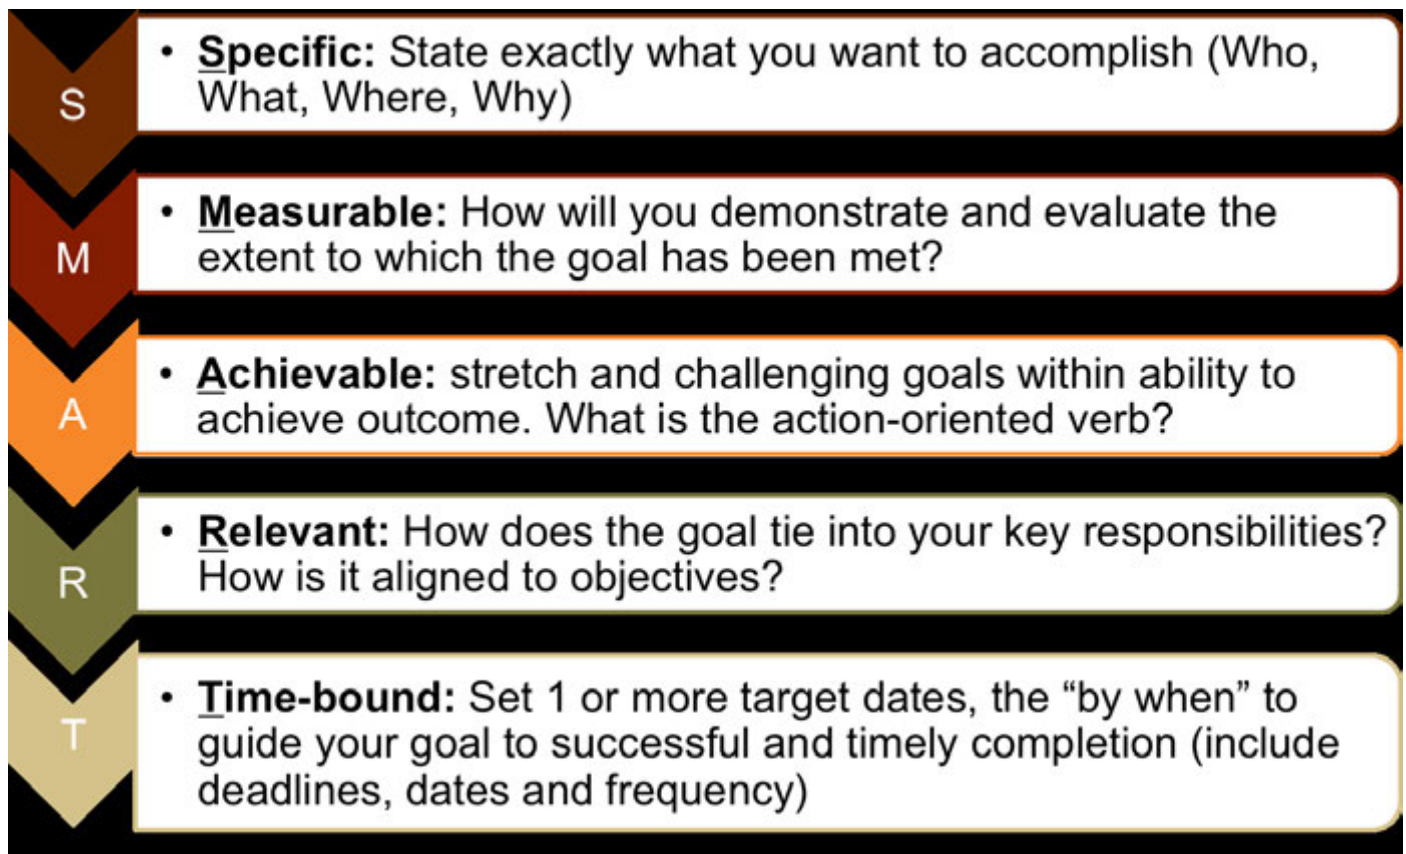 S
• Specific: State exactly what you want to accomplish (Who,
What, Where, Why)
M
• Measurable: How will you demonstrate and evaluate the
extent to which the goal has been met?
A
• Achievable: stretch and challenging goals within ability to
achieve outcome. What is the action-oriented verb?
R
• Relevant: How does the goal tie into your key responsibilities?
How is it aligned to objectives?
T
• Time-bound: Set 1 or more target dates, the “by when” to
guide your goal to successful and timely completion (include
deadlines, dates and frequency)